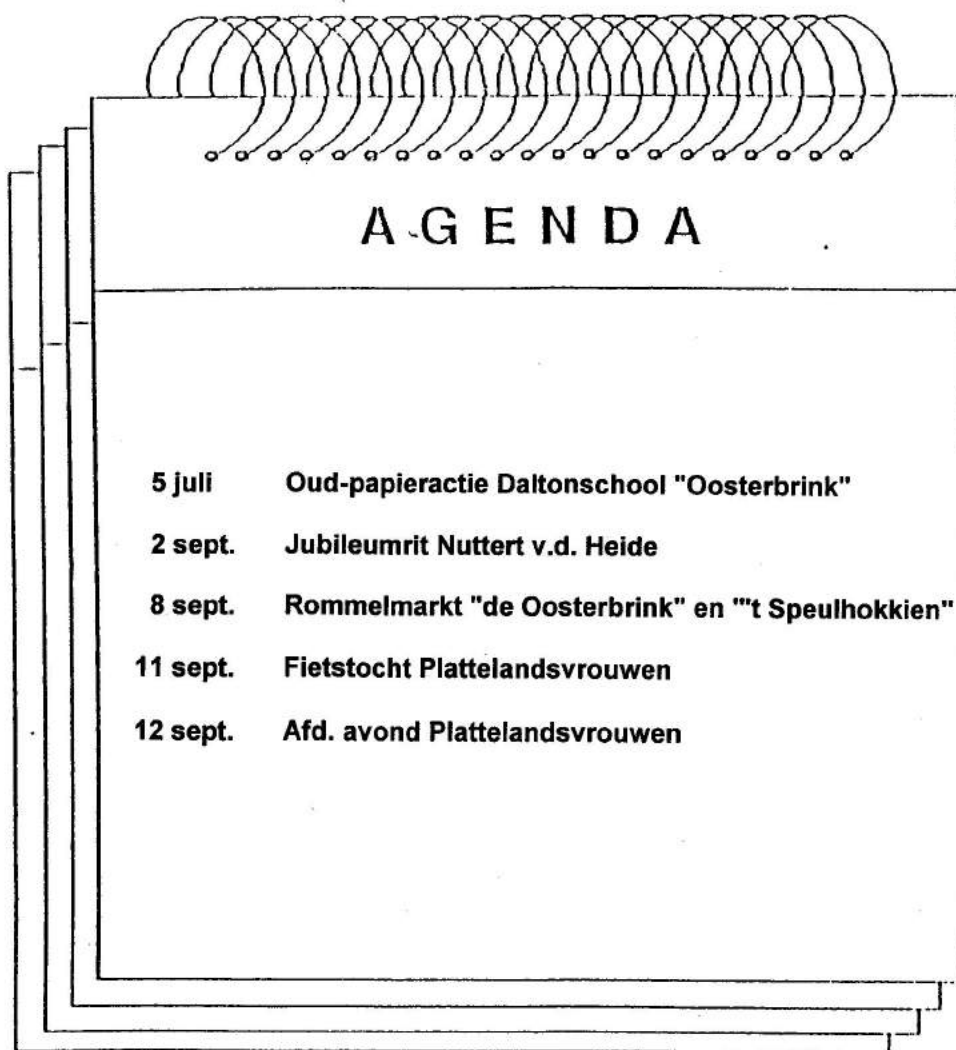 AGENDA
5 juli Oud-papieractie Daltonschool "Oosterbrink"
2 sept. Jubileumrit Nuttert v.d. Heide
8 sept. Rommelmarkt "de Oosterbrink" en "'t Speulhokkien"
11 sept. Fietstocht Plattelandsvrouwen
12 sept. Afd. avond Plattelandsvrouwen